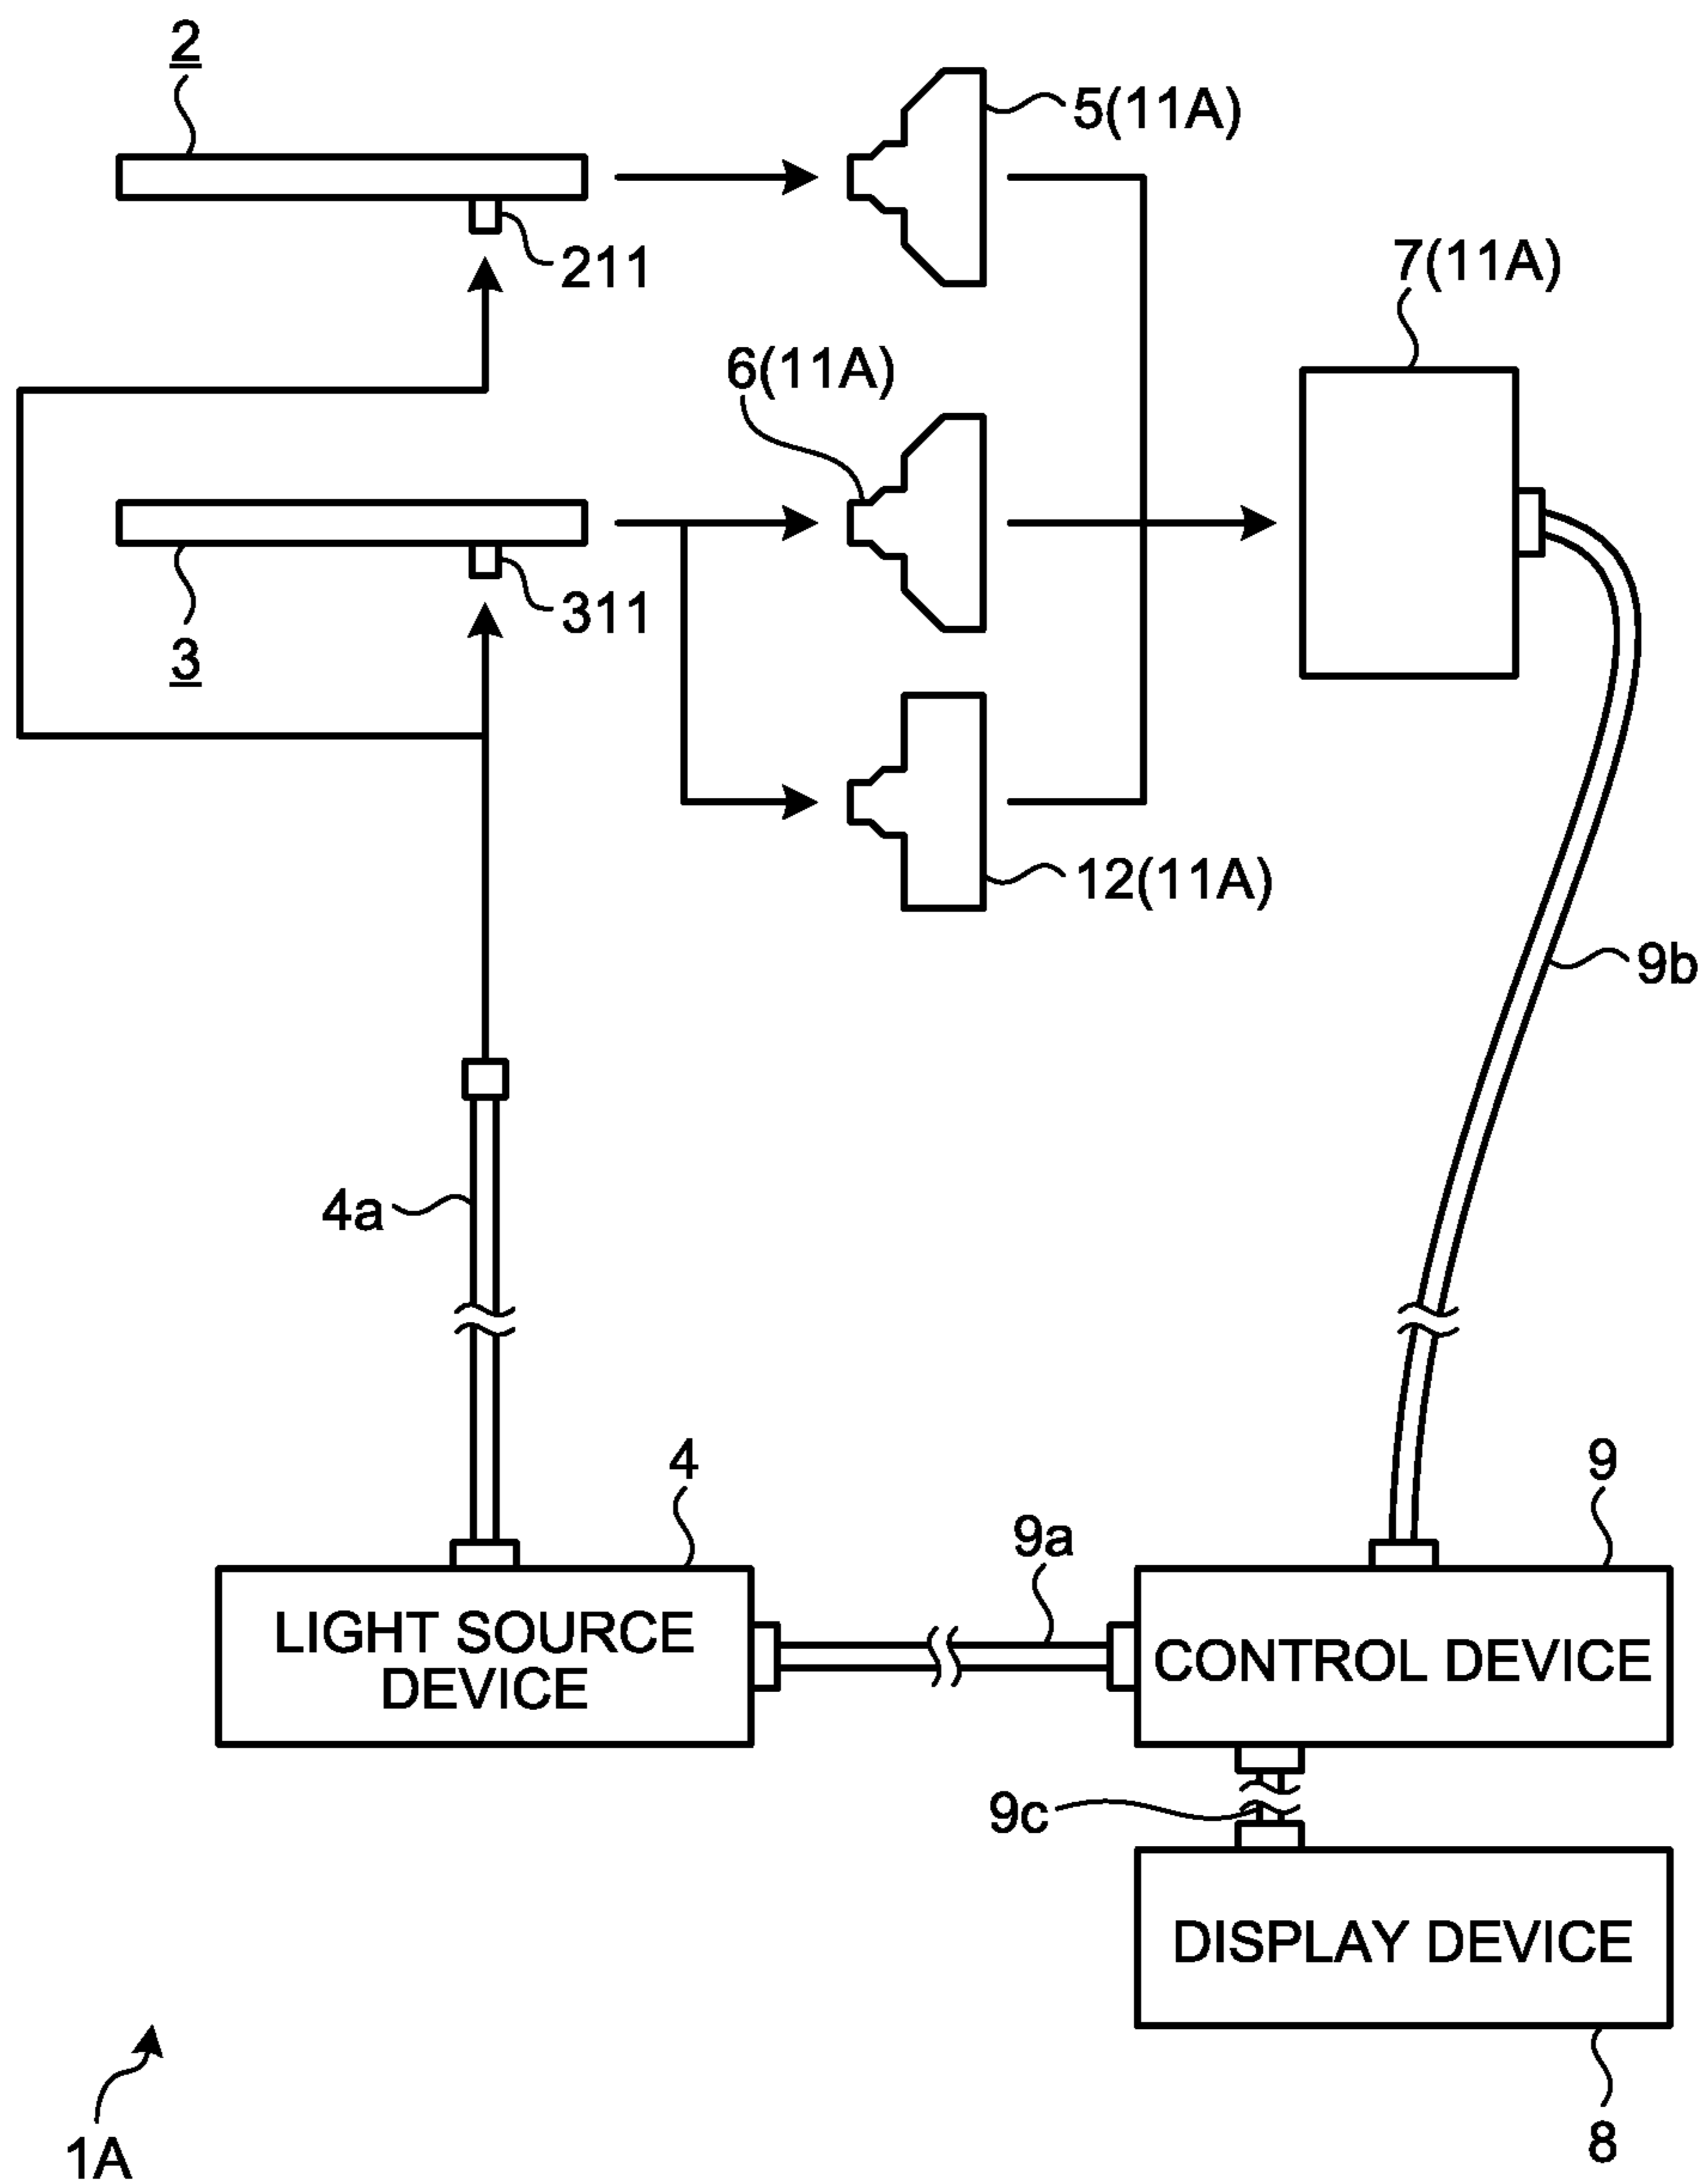 2
5(11A)
211
7(11A)
6(11A)
311
3
12(11A)
9b
4a
4
9
9a
LIGHT SOURCE
DEVICE
CONTROL DEVICE
9c
DISPLAY DEVICE
1A
8